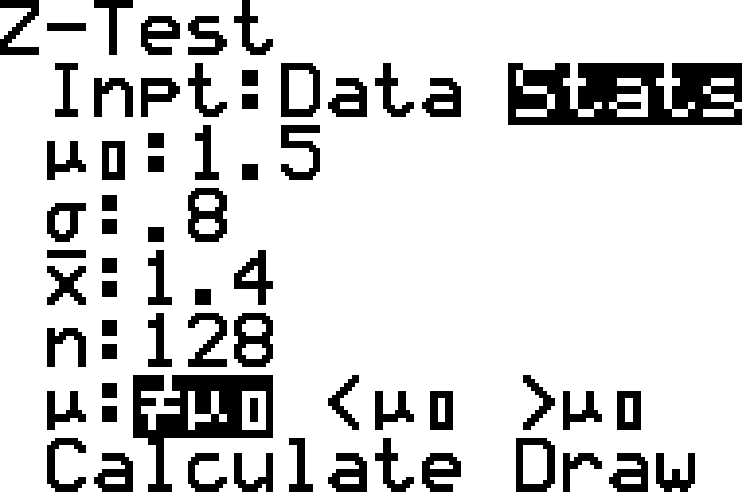 Z-Test
Inpt:Data Stats
μ₀:1.5
σ:.8
x̄:1.4
n:128
μ:≠μ₀ <μ₀ >μ₀
Calculate Draw